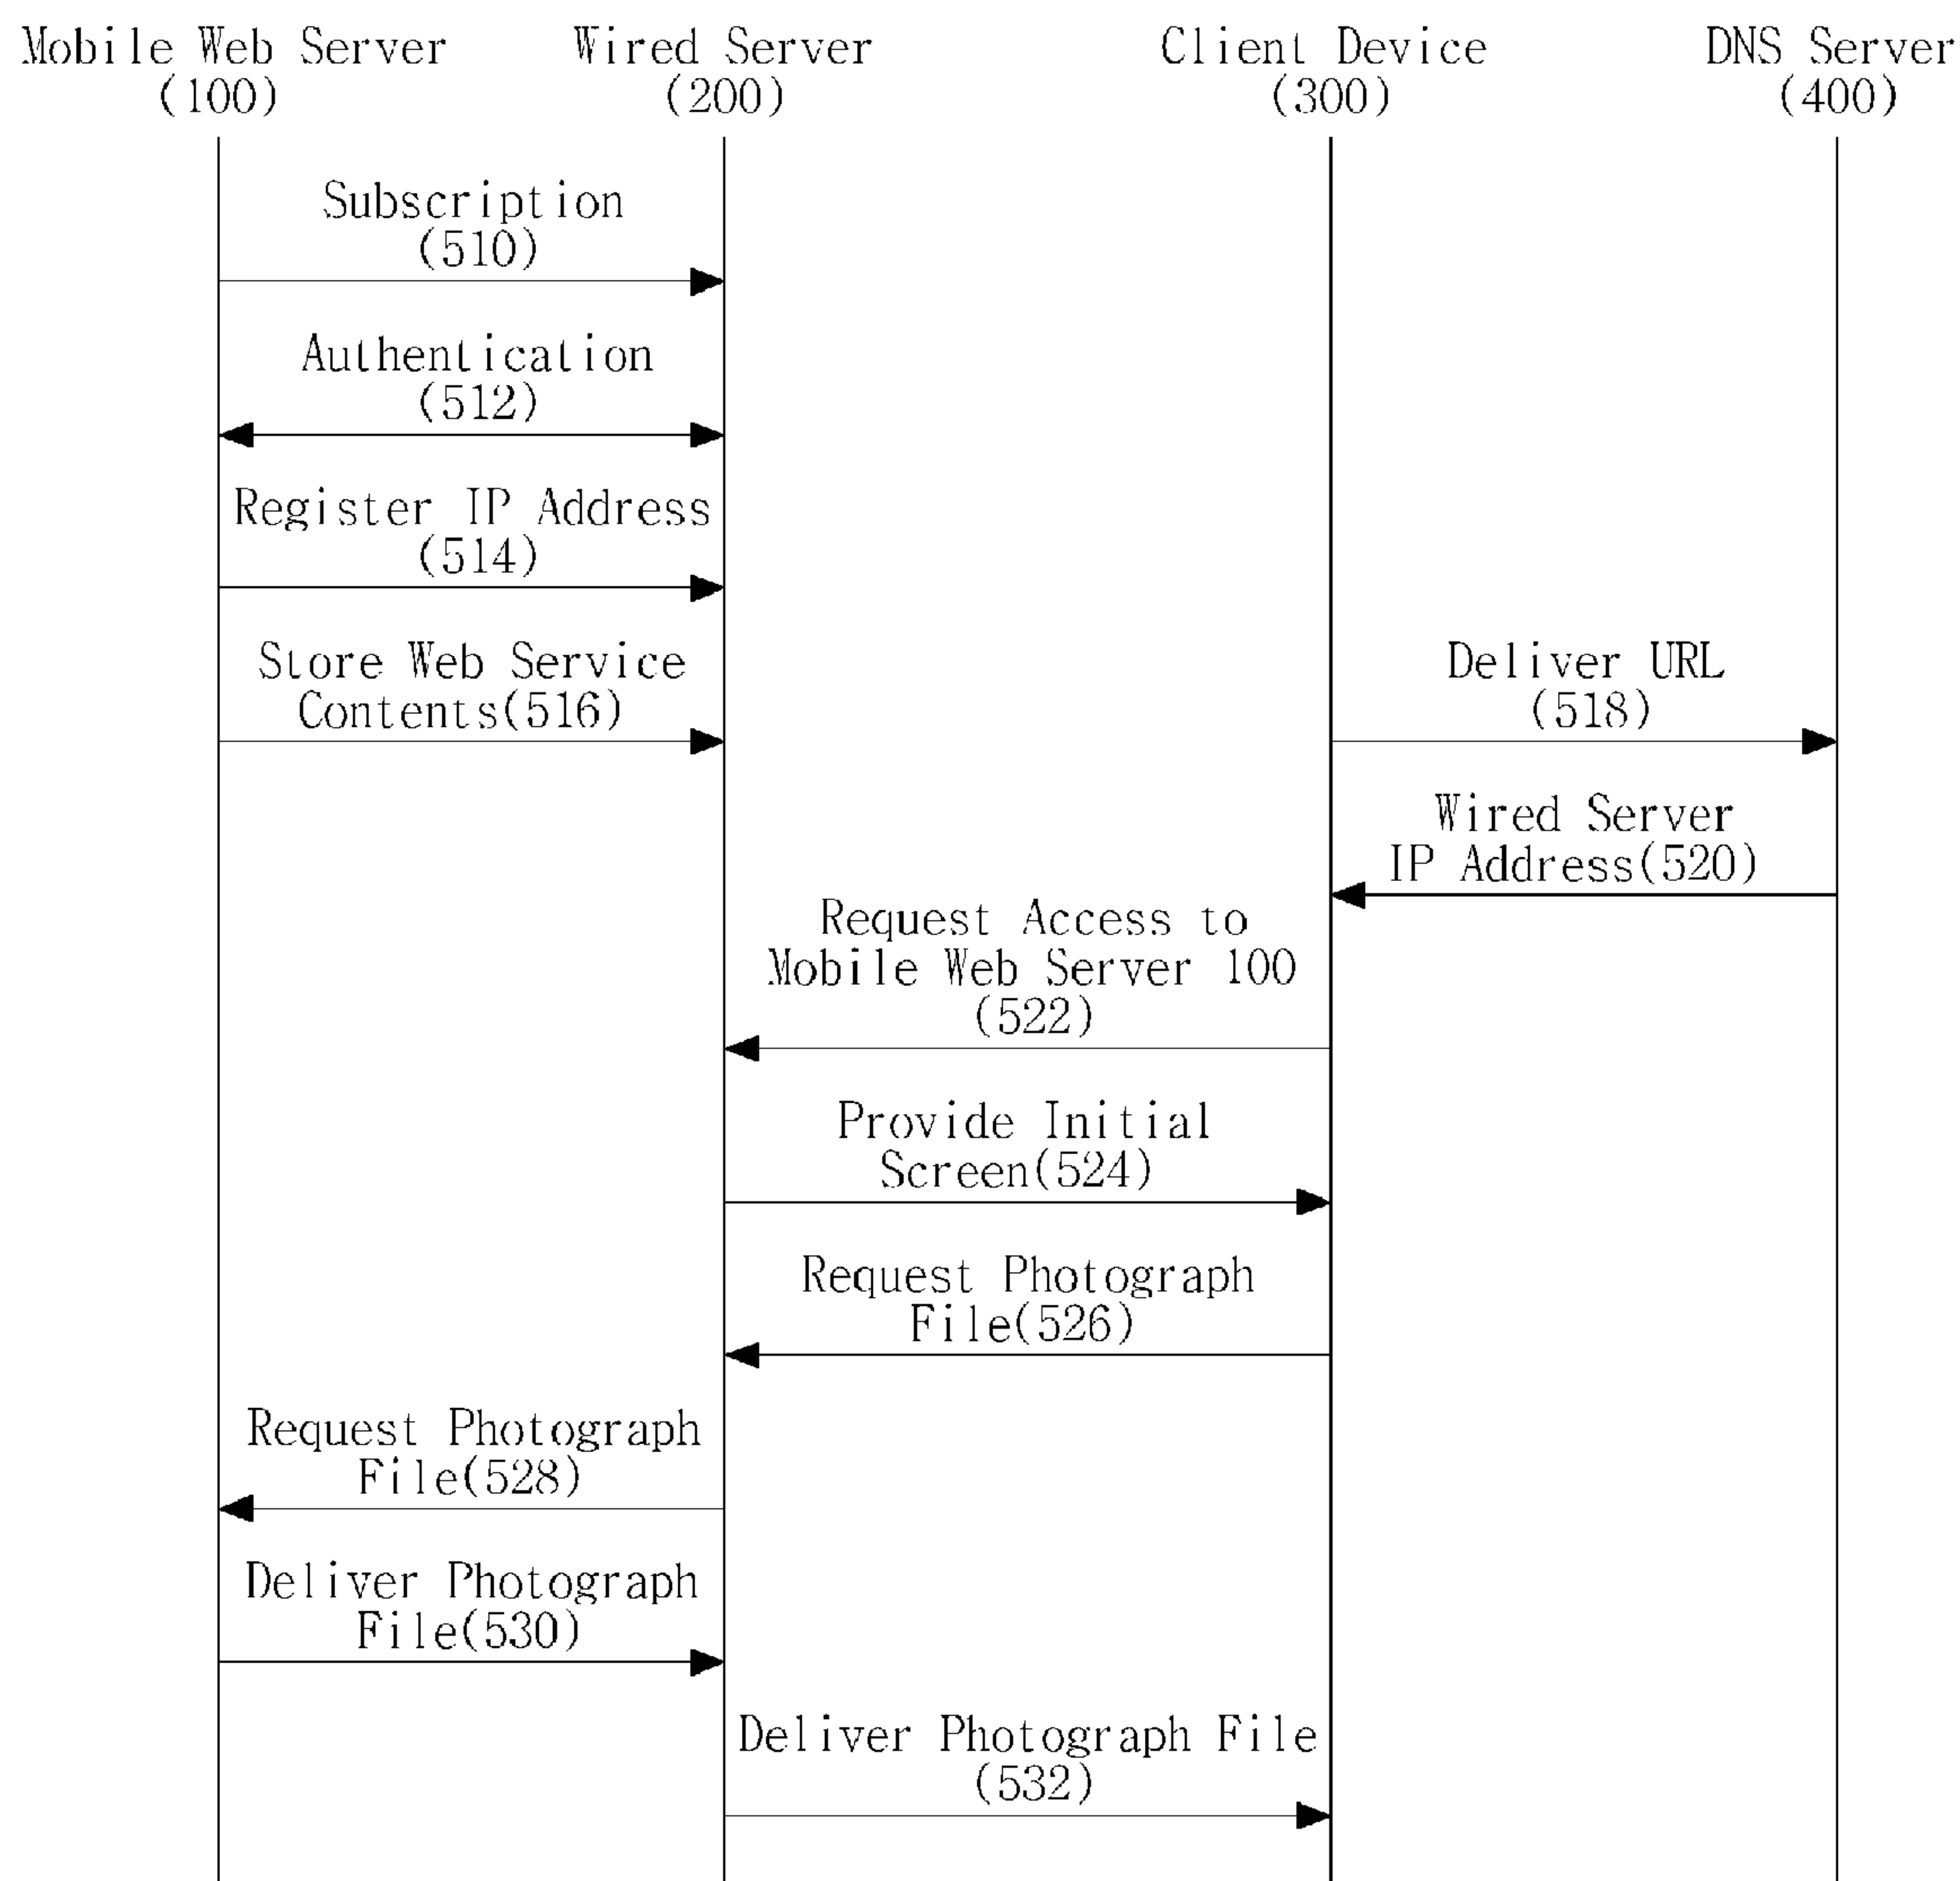 Mobile Web Server
(100)
Wired Server
(200)
Client Device
(300)
DNS Server
(400)
Subscription
(510)
Authentication
(512)
Register IP Address
(514)
Store Web Service
Contents(516)
Deliver URL
(518)
Wired Server
IP Address(520)
Request Access to
Mobile Web Server 100
(522)
Provide Initial
Screen(524)
Request Photograph
File(526)
Request Photograph
File(528)
Deliver Photograph
File(530)
Deliver Photograph File
(532)